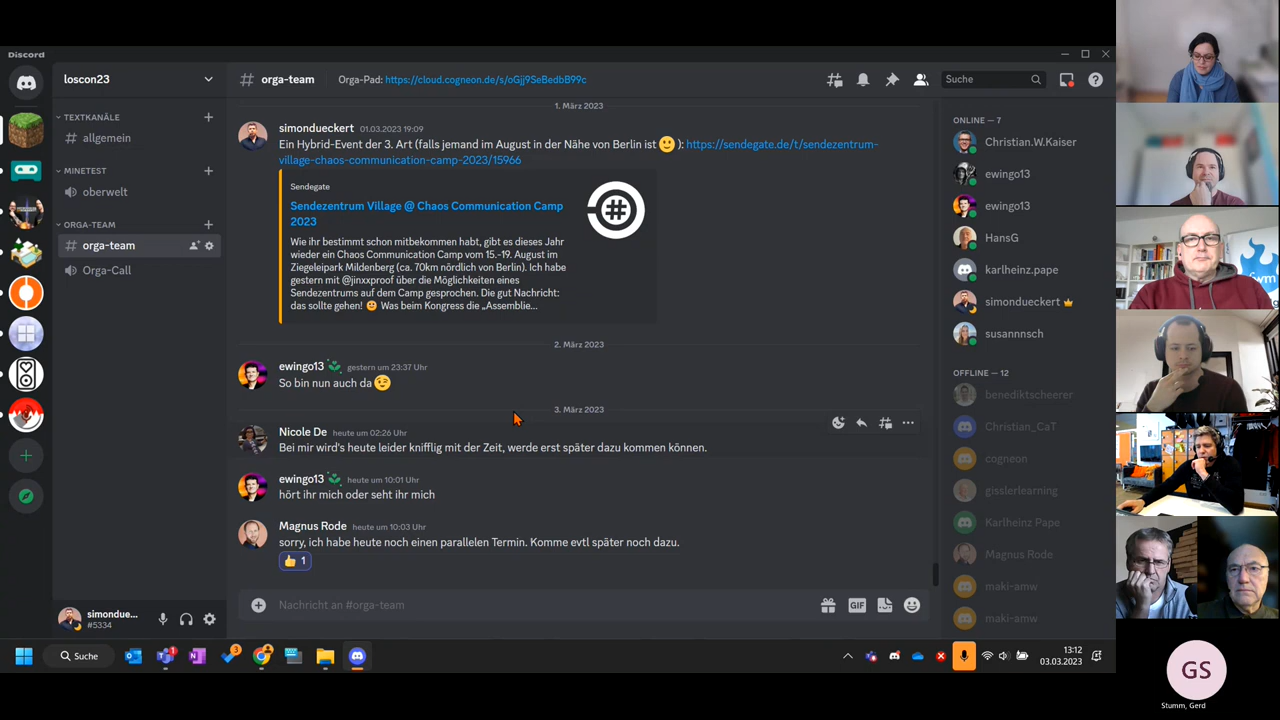 Discord
loscon23
# orga-team
Orga-Pad: https://cloud.cogneon.de/s/oGjj9SeBedbB99c
Suche
TEXTKANÄLE
# allgemein
MINETEST
oberwelt
ORGA-TEAM
# orga-team
Orga-Call
1. März 2023
simondueckert 01.03.2023 19:09
Ein Hybrid-Event der 3. Art (falls jemand im August in der Nähe von Berlin ist 🙂 ): https://sendegate.de/t/sendezentrum-
village-chaos-communication-camp-2023/15966
Sendegate
Sendezentrum Village @ Chaos Communication Camp
2023
Wie ihr bestimmt schon mitbekommen habt, gibt es dieses Jahr
wieder ein Chaos Communication Camp vom 15.-19. August im
Ziegeleipark Mildenberg (ca. 70km nördlich von Berlin). Ich habe
gestern mit @jinxxproof über die Möglichkeiten eines
Sendezentrums auf dem Camp gesprochen. Die gut Nachricht:
das sollte gehen! 🙂 Was beim Kongress die „Assemblie...
2. März 2023
ewingo13 gestern um 23:37 Uhr
So bin nun auch da 😉
3. März 2023
Nicole De heute um 02:26 Uhr
Bei mir wird's heute leider knifflig mit der Zeit, werde erst später dazu kommen können.
ewingo13 heute um 10:01 Uhr
hört ihr mich oder seht ihr mich
Magnus Rode heute um 10:03 Uhr
sorry, ich habe heute noch einen parallelen Termin. Komme evtl später noch dazu.
👍 1
Nachricht an #orga-team
GIF
simondue...
#5334
ONLINE — 7
Christian.W.Kaiser
ewingo13
ewingo13
HansG
karlheinz.pape
simondueckert
susannnsch
OFFLINE — 12
benediktscheerer
Christian_CaT
cogneon
gisslerlearning
Karlheinz Pape
Magnus Rode
maki-amw
maki-amw
Suche
13:12
03.03.2023
GS
Stumm, Gerd